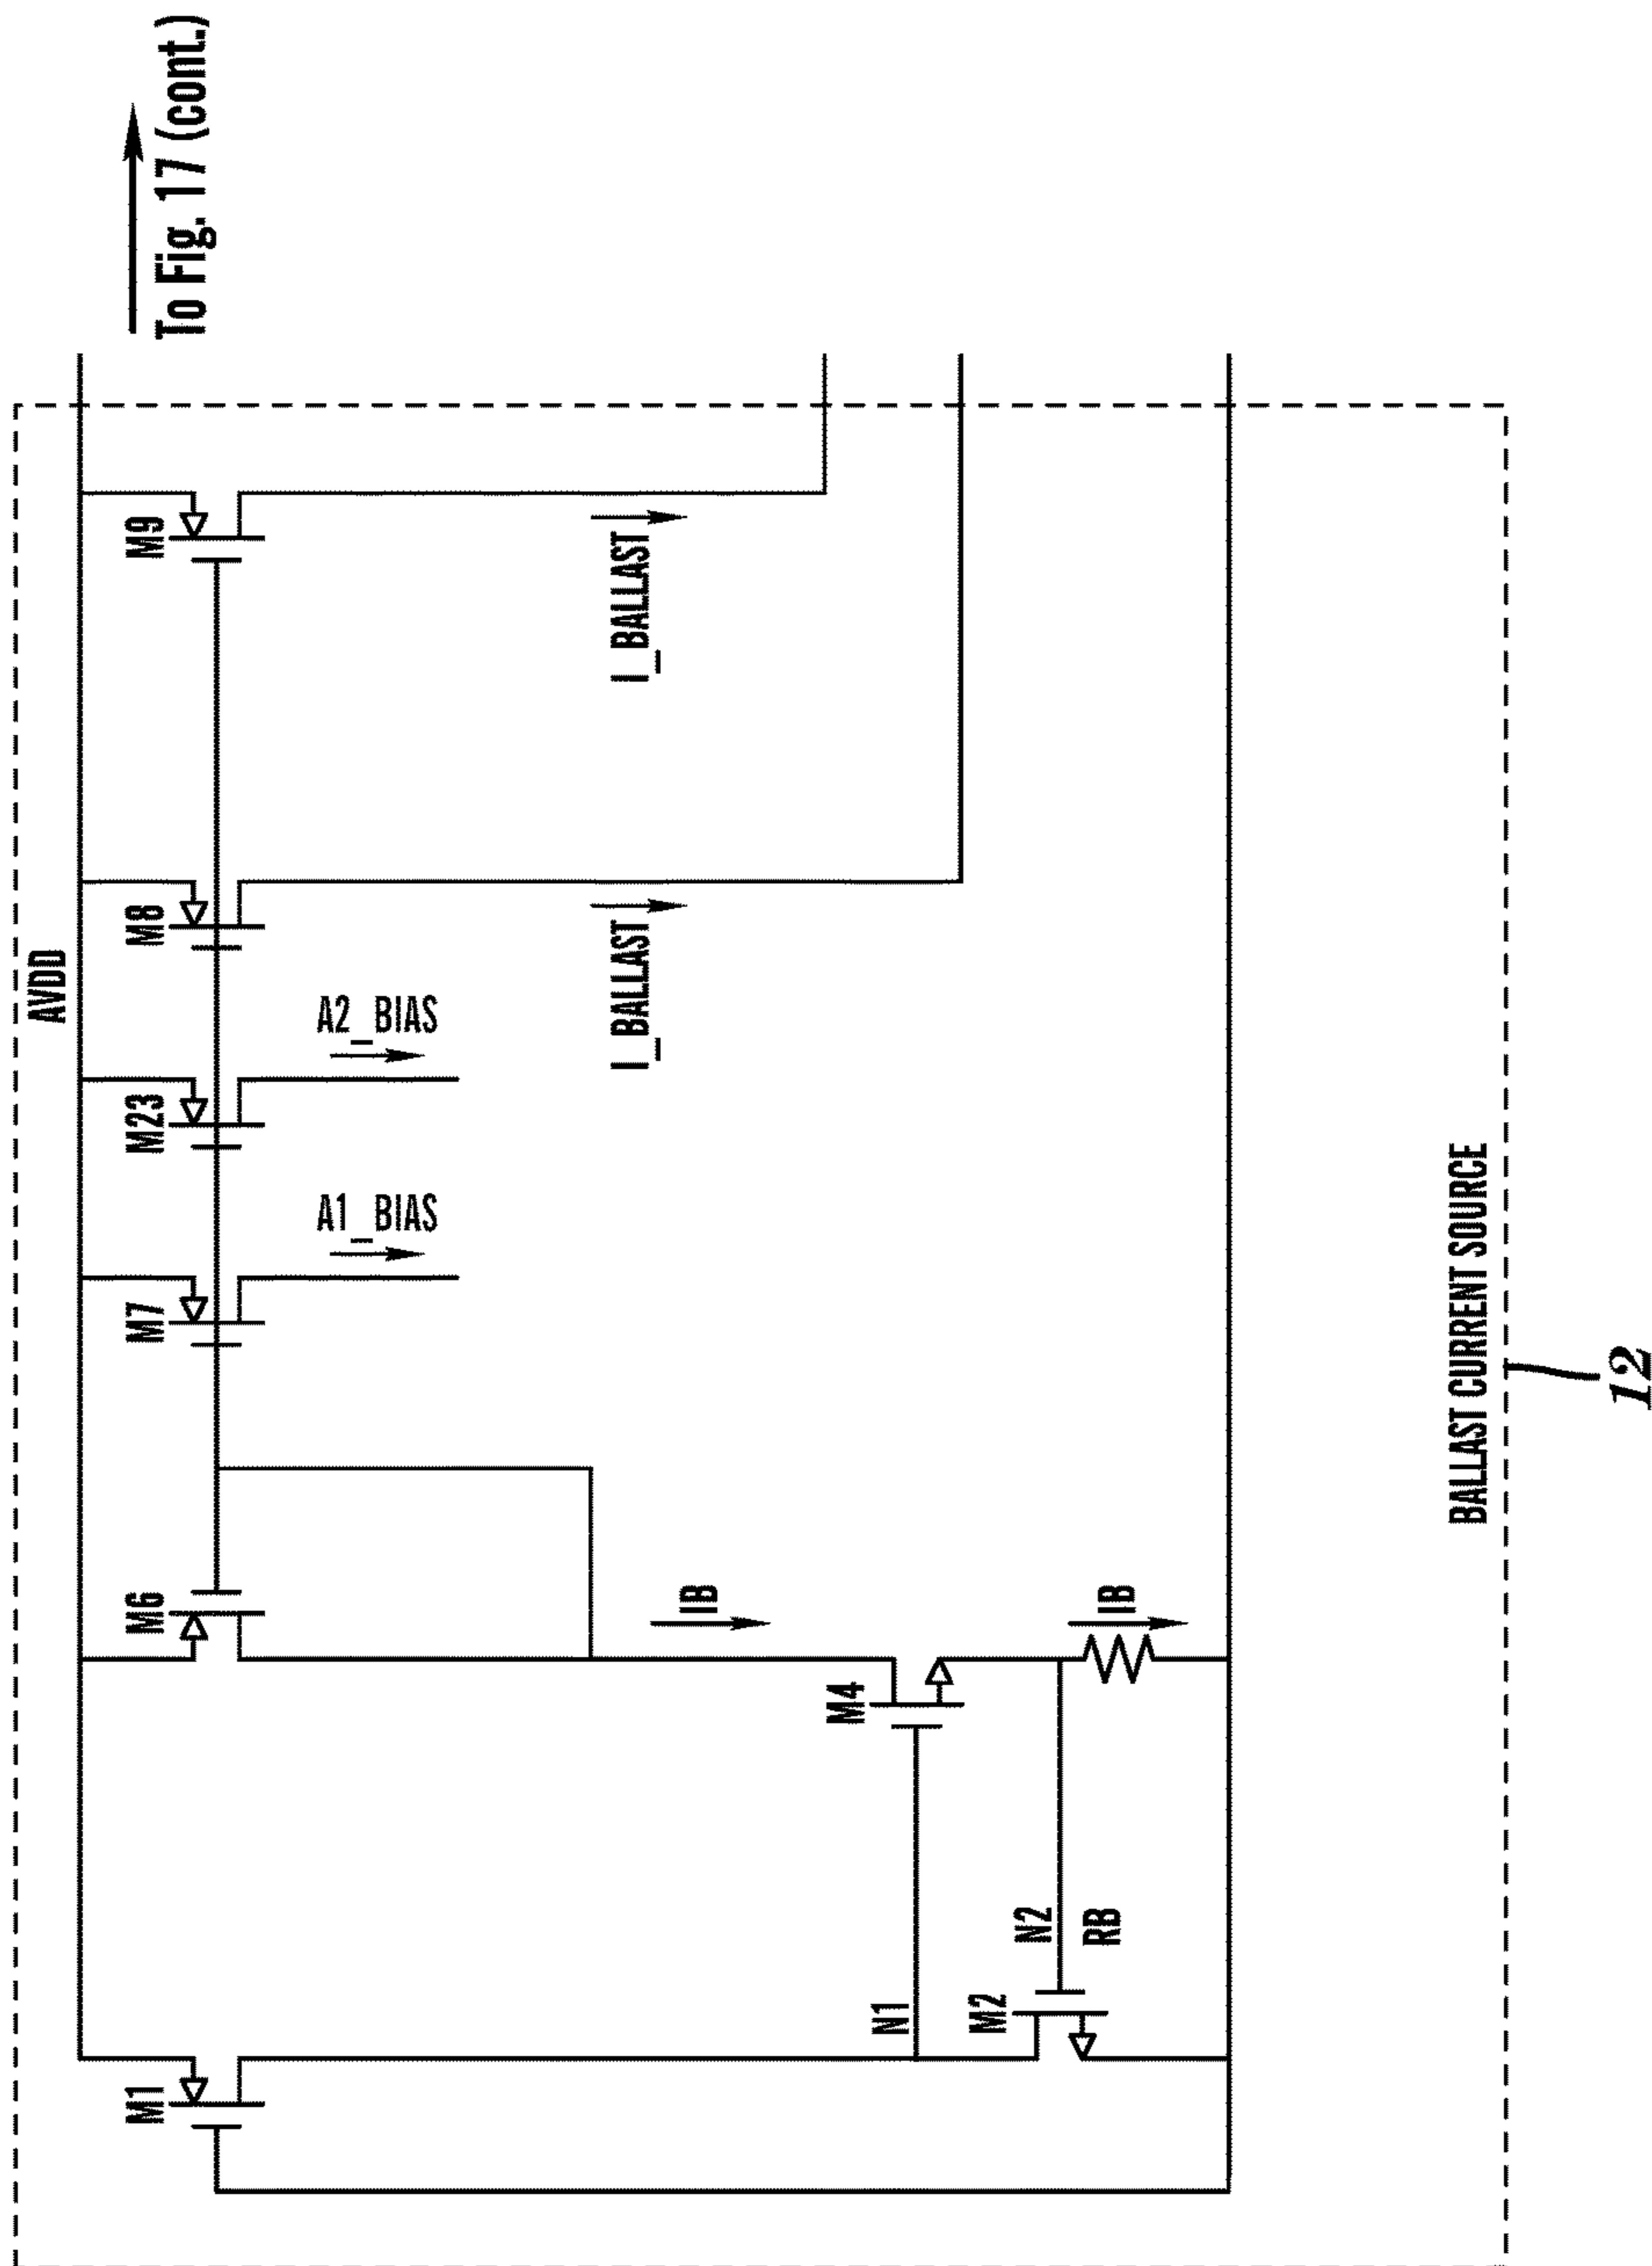 AVDD
To Fig. 17 (cont.)
M1
M6
M7
M23
M8
M9
A1_BIAS
A2_BIAS
I_BALLAST
I_BALLAST
IB
M4
N1
M2
N2
RB
IB
BALLAST CURRENT SOURCE
12